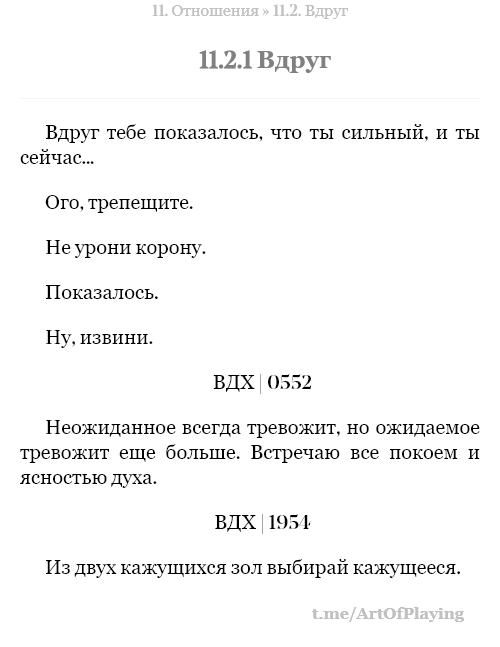 11. Отношения » 11.2. Вдруг
11.2.1 Вдруг
Вдруг тебе показалось, что ты сильный, и ты
сейчас...
Ого, трепещите.
Не урони корону.
Показалось.
Ну, извини.
ВДХ | 0552
Неожиданное всегда тревожит, но ожидаемое
тревожит еще больше. Встречаю все покоем и
ясностью духа.
ВДХ | 1954
Из двух кажущихся зол выбирай кажущееся.
t.me/ArtOfPlaying